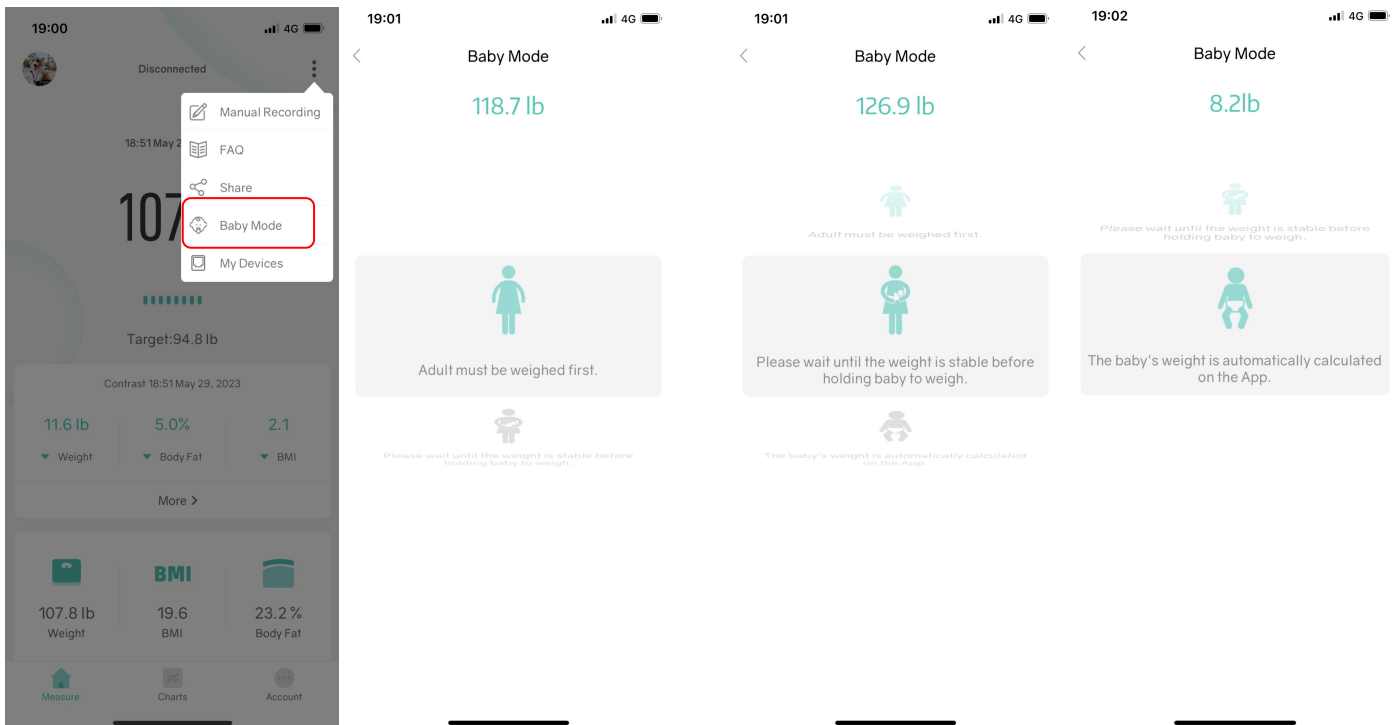 19:00
4G
Disconnected
Manual Recording
18:51 May 2
FAQ
Share
107
Baby Mode
My Devices
Target:94.8 lb
Contrast 18:51 May 29, 2023
11.6 lb
5.0%
2.1
Weight
Body Fat
BMI
More >
BMI
107.8 lb
19.6
23.2%
Weight
BMI
Body Fat
Measure
Charts
Account
19:01
4G
Baby Mode
118.7 lb
Adult must be weighed first.
Please wait until the weight is stable before
holding baby to weigh.
19:01
4G
Baby Mode
126.9 lb
Adult must be weighed first.
Please wait until the weight is stable before
holding baby to weigh.
The baby's weight is automatically calculated
on the App.
19:02
4G
Baby Mode
8.2lb
Please wait until the weight is stable before
holding baby to weigh.
The baby's weight is automatically calculated
on the App.